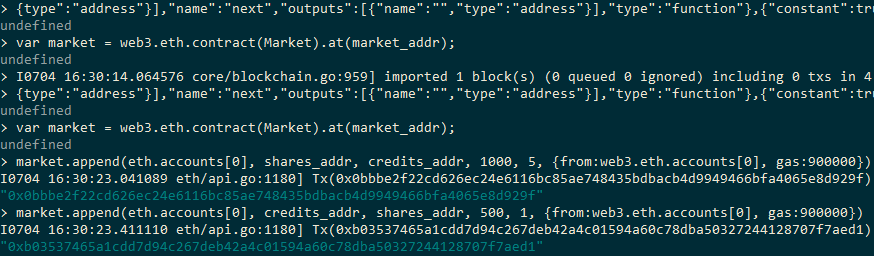 > {type":"address"}],"name":"next","outputs":[{"name":"","type":"address"}],"type":"function"},{"constant":tru
undefined
> var market = web3.eth.contract(Market).at(market_addr);
undefined
> I0704 16:30:14.064576 core/blockchain.go:959] imported 1 block(s) (0 queued 0 ignored) including 0 txs in 4
> {type":"address"}],"name":"next","outputs":[{"name":"","type":"address"}],"type":"function"},{"constant":tru
undefined
> var market = web3.eth.contract(Market).at(market_addr);
undefined
> market.append(eth.accounts[0], shares_addr, credits_addr, 1000, 5, {from:web3.eth.accounts[0], gas:900000})
I0704 16:30:23.041089 eth/api.go:1180] Tx(0x0bbbe2f22cd626ec24e6116bc85ae748435bdbacb4d9949466bfa4065e8d929f)
"0x0bbbe2f22cd626ec24e6116bc85ae748435bdbacb4d9949466bfa4065e8d929f"
> market.append(eth.accounts[0], credits_addr, shares_addr, 500, 1, {from:web3.eth.accounts[0], gas:900000})
I0704 16:30:23.411110 eth/api.go:1180] Tx(0xb03537465a1cdd7d94c267deb42a4c01594a60c78dba50327244128707f7aed1)
"0xb03537465a1cdd7d94c267deb42a4c01594a60c78dba50327244128707f7aed1"